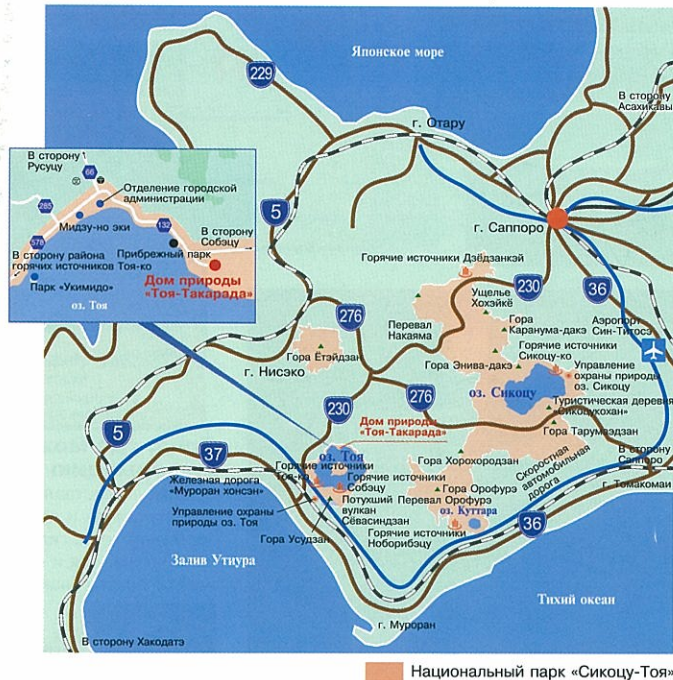 Японское море
229
В сторону
Асахикавы
г. Отару
В сторону
Русуцу
66
Отделение городской
администрации
285
Мидзу-но эки
132
В сторону
Собэцу
578
В сторону района
горячих источников
Прибрежный парк
Тоя-ко
Парк «Укимидо»
Дом природы
«Тоя-Такарада»
оз. Тоя
5
г. Саппоро
Горячие источники Дзёдзанкэй
230
36
Ущелье
Хохэйкё
276
Перевал
Накаяма
Гора
Каранума-дакэ
Аэропорт
Син-Титосэ
Гора Ётэйдзан
Горячие источники
Сикоцу-ко
Гора Энива-дакэ
г. Нисэко
Управление
охраны природы
оз. Сикоцу
оз. Сикоцу
276
230
Туристическая деревня
«Сикоцукохан»
Дом природы
«Тоя-Такарада»
Гора Тарумаэдзан
5
37
оз. Тоя
В сторону
Саппоро
Гора Хорохородзан
Горячие источники
Тоя-ко
Скоростная
автомобильная
дорога
Железная дорога
«Муроран хонсэн»
Горячие источники
Собэцу
г. Томакомаи
Гора Орофурэ
Перевал Орофурэ
Управление охраны
природы оз. Тоя
Потухший
вулкан
Сёвасиндзан
оз. Куттара
36
Гора Усудзан
Горячие источники
Ноборибэцу
Залив Утиура
Тихий океан
г. Муроран
В сторону Хакодатэ
Национальный парк «Сикоцу-Тоя»